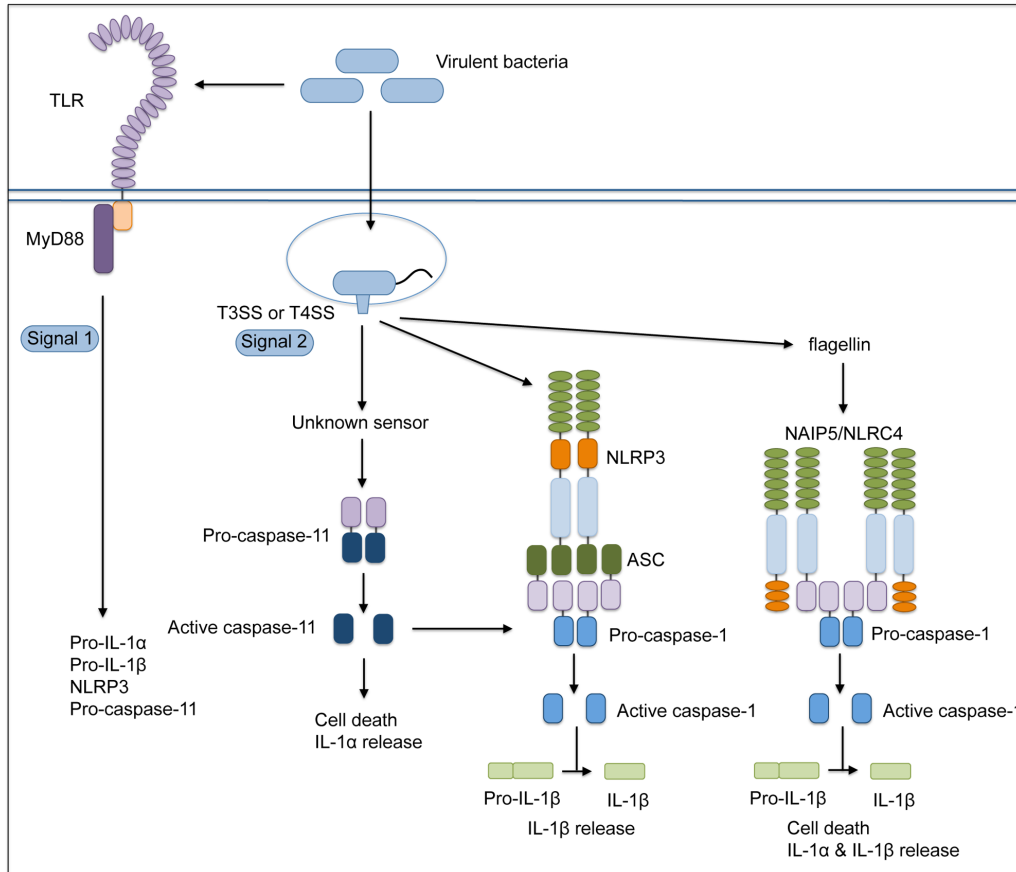 Virulent bacteria
TLR
MyD88
T3SS or T4SS
Signal 1
Signal 2
flagellin
Unknown sensor
NAIP5/NLRC4
NLRP3
Pro-caspase-11
ASC
Active caspase-11
Pro-caspase-1
Pro-caspase-1
Pro-IL-1α
Pro-IL-1β
NLRP3
Pro-caspase-11
Active caspase-1
Active caspase-1
Cell death
IL-1α release
Pro-IL-1β
IL-1β
Pro-IL-1β
IL-1β
IL-1β release
Cell death
IL-1α & IL-1β release